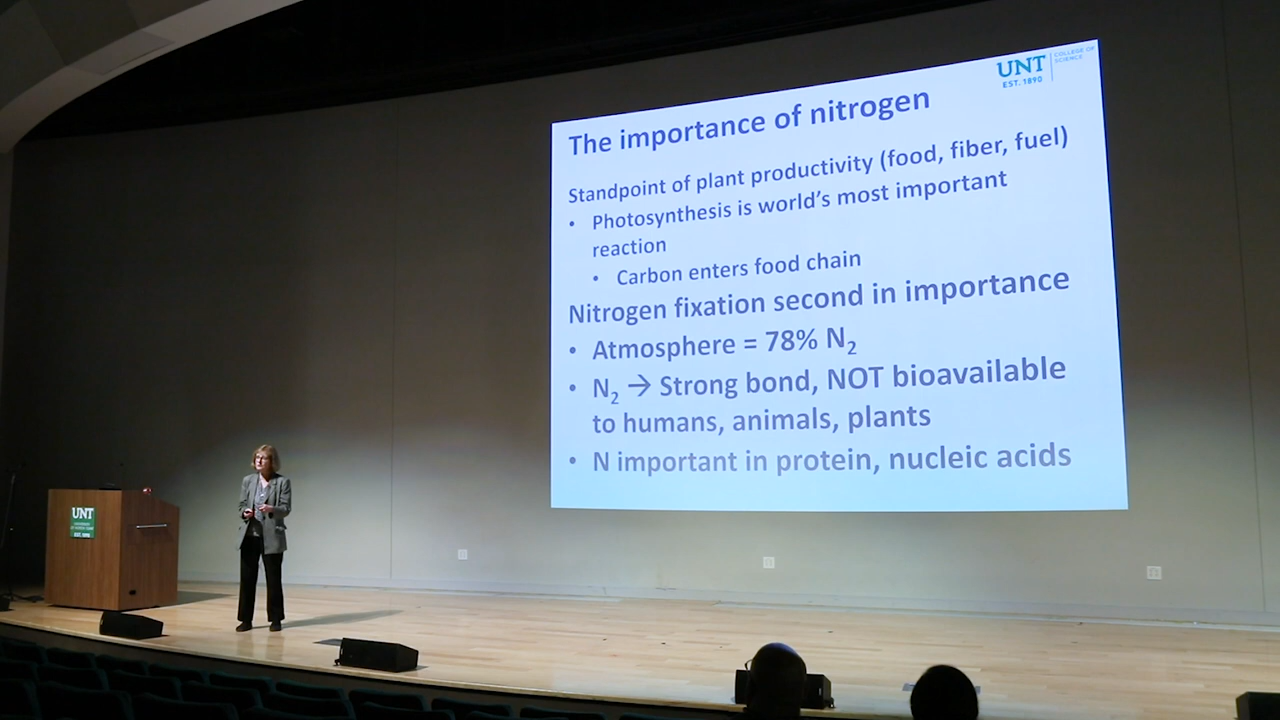 UNT
EST. 1890
COLLEGE OF
SCIENCE
The importance of nitrogen
Standpoint of plant productivity (food, fiber, fuel)
• Photosynthesis is world’s most important
reaction
• Carbon enters food chain
Nitrogen fixation second in importance
• Atmosphere = 78% N₂
• N₂ → Strong bond, NOT bioavailable
to humans, animals, plants
• N important in protein, nucleic acids
UNT
EST. 1890